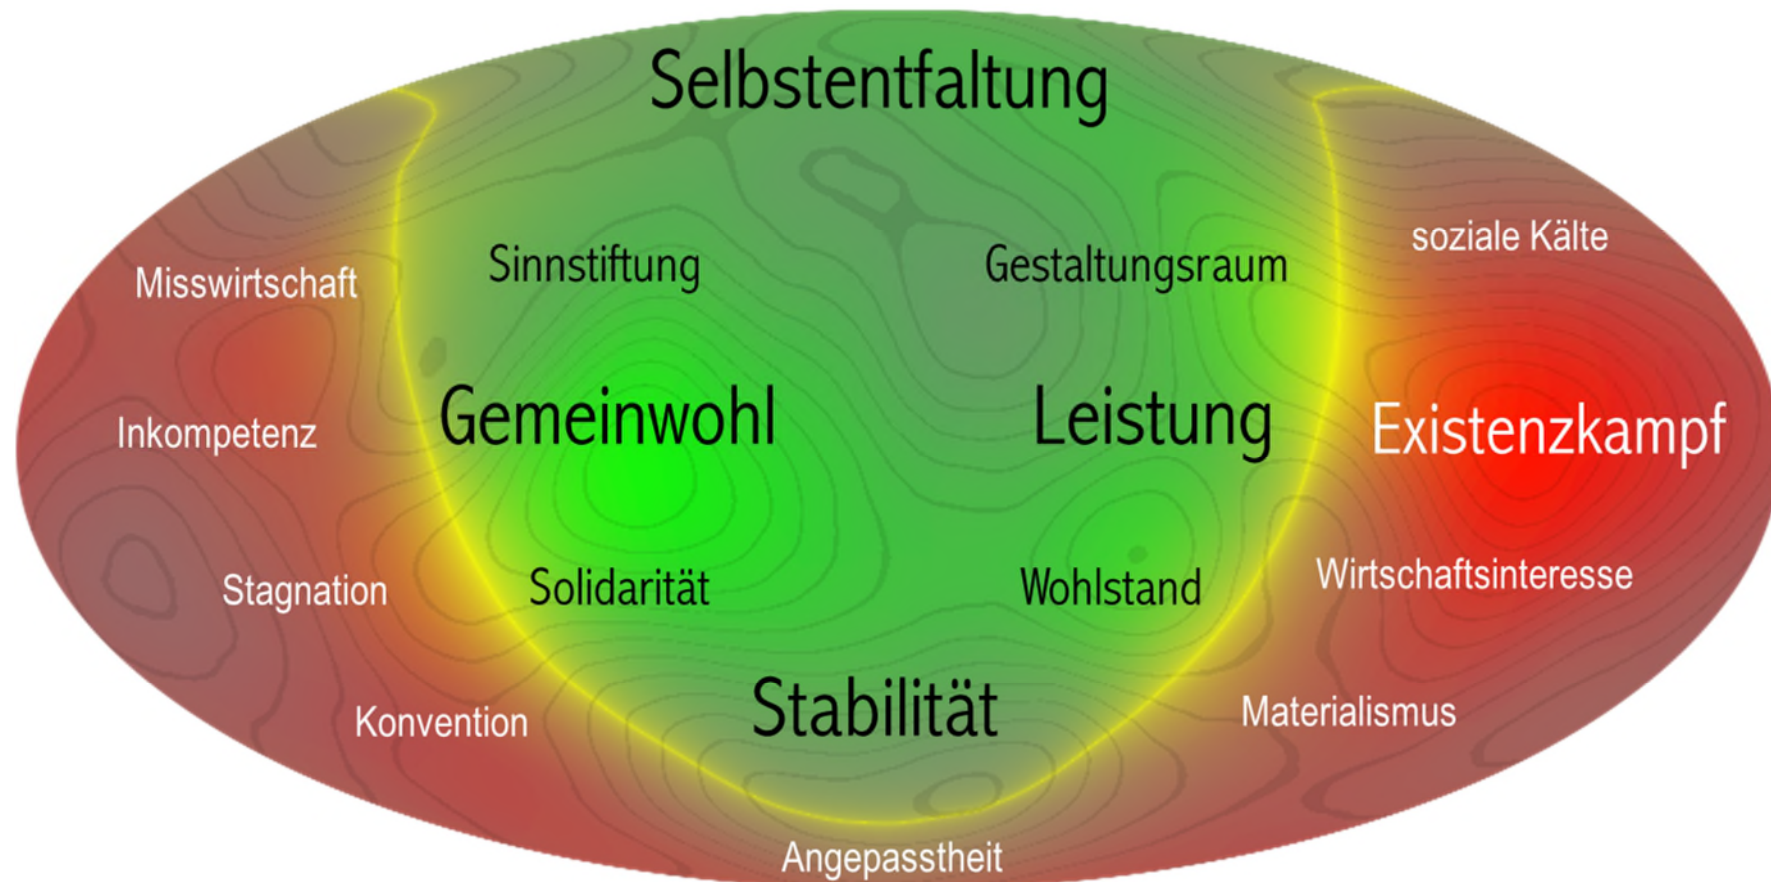 Selbstentfaltung
soziale Kälte
Sinnstiftung
Gestaltungsraum
Misswirtschaft
Gemeinwohl
Leistung
Existenzkampf
Inkompetenz
Wirtschaftsinteresse
Stagnation
Solidarität
Wohlstand
Stabilität
Materialismus
Konvention
Angepasstheit